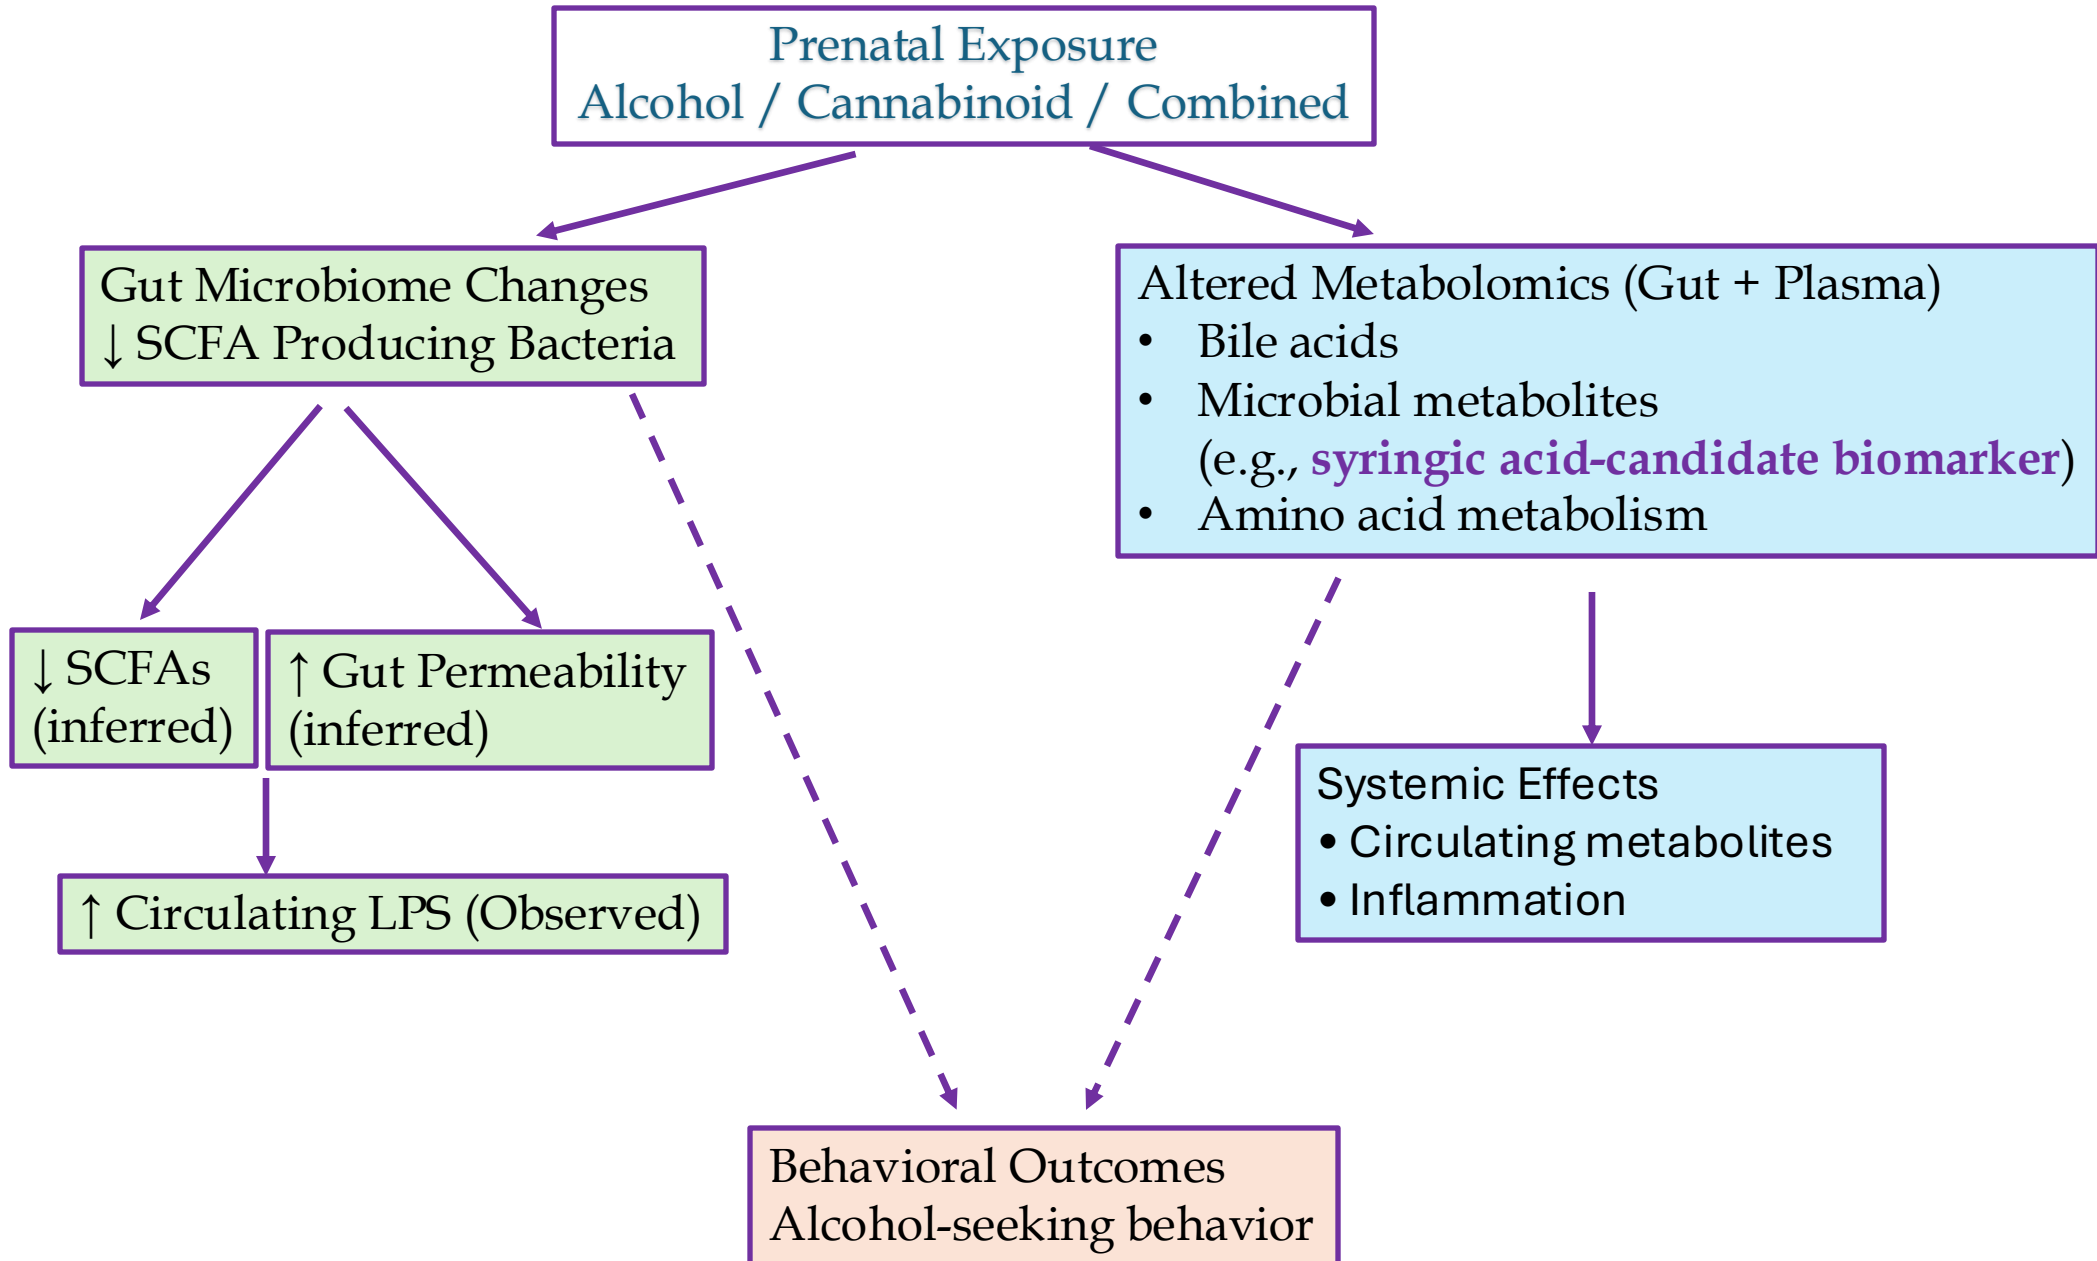 Prenatal Exposure
Alcohol / Cannabinoid / Combined
Gut Microbiome Changes
↓ SCFA Producing Bacteria
Altered Metabolomics (Gut + Plasma)
• Bile acids
• Microbial metabolites
(e.g., syringic acid-candidate biomarker)
• Amino acid metabolism
↓ SCFAs
(inferred)
↑ Gut Permeability
(inferred)
↑ Circulating LPS (Observed)
Systemic Effects
• Circulating metabolites
• Inflammation
Behavioral Outcomes
Alcohol-seeking behavior